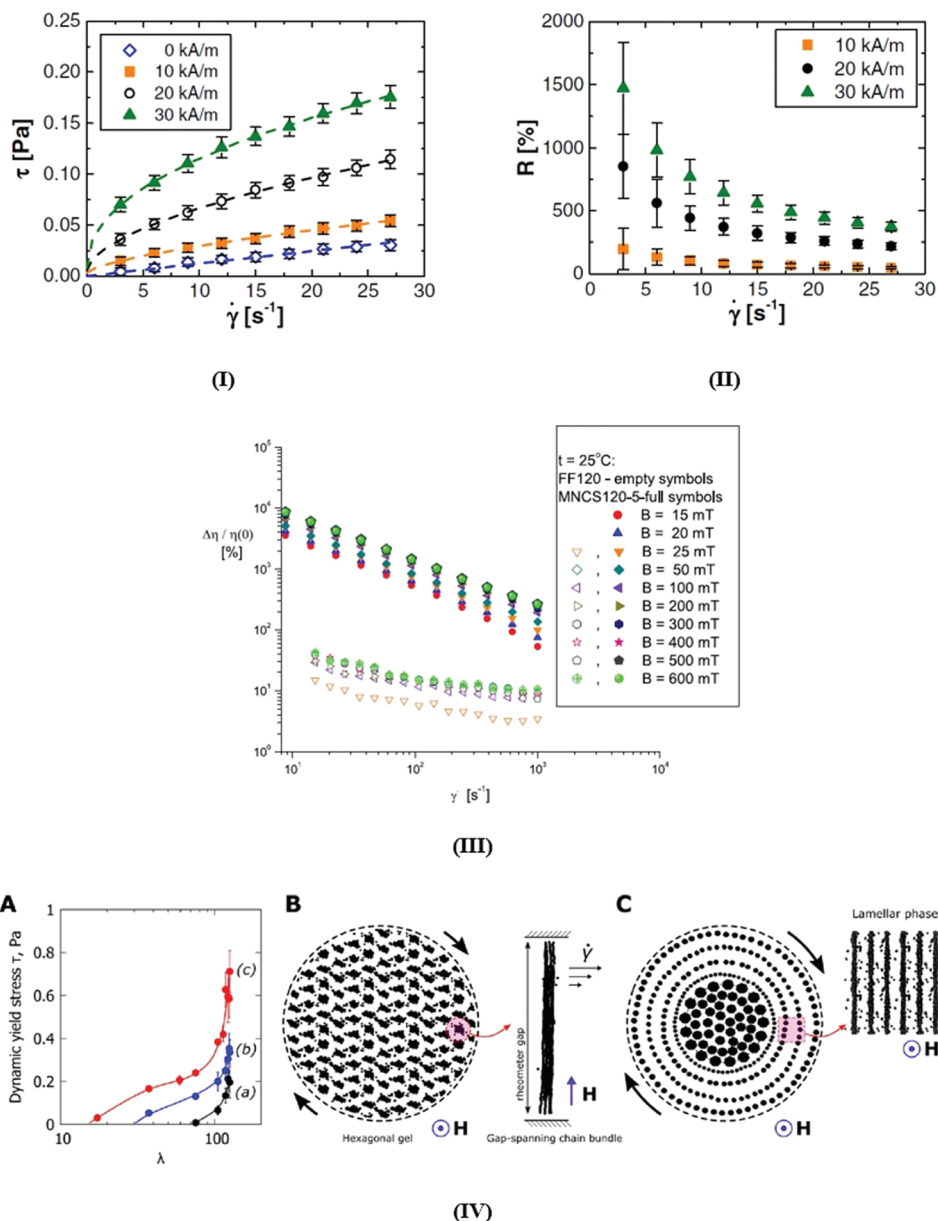 0.25
0.20
0.15
0.10
0.05
0.00
τ [Pa]
0 kA/m
10 kA/m
20 kA/m
30 kA/m
0 5 10 15 20 25 30
γ̇ [s⁻¹]
(I)
2000
1500
1000
500
0
R [%]
10 kA/m
20 kA/m
30 kA/m
0 5 10 15 20 25 30
γ̇ [s⁻¹]
(II)
10⁵
10⁴
10³
10²
10¹
10⁰
Δη / η(0)
[%]
10¹ 10² 10³ 10⁴
γ̇ [s⁻¹]
t = 25°C:
FF120 - empty symbols
MNCS120-5-full symbols
B = 15 mT
B = 20 mT
, B = 25 mT
, B = 50 mT
, B = 100 mT
, B = 200 mT
, B = 300 mT
, B = 400 mT
, B = 500 mT
, B = 600 mT
(III)
A
Dynamic yield stress τ, Pa
1
0.8
0.6
0.4
0.2
0
(c)
(b)
(a)
10 100
λ
B
Hexagonal gel
H
rheometer gap
γ̇
H
Gap-spanning chain bundle
C
H
Lamellar phase
H
(IV)